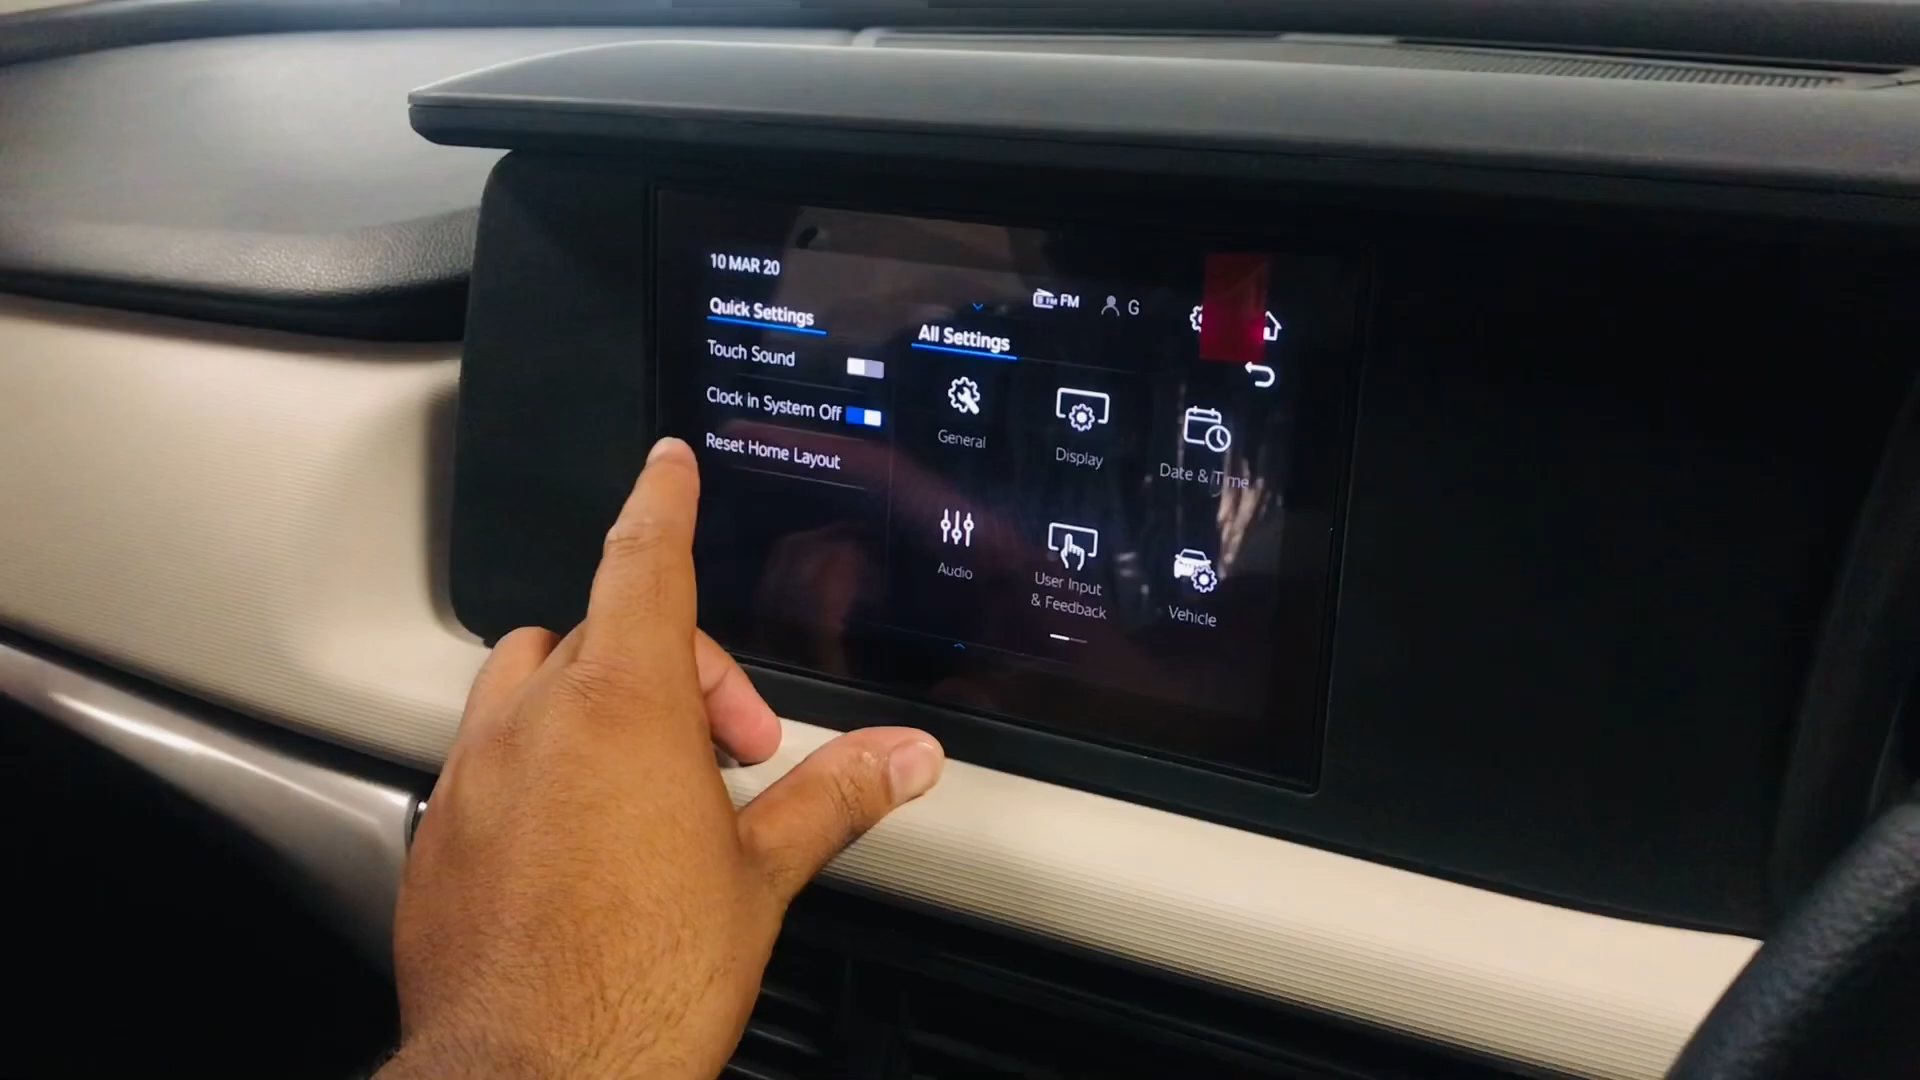 10 MAR 20
FM G
Quick Settings
Touch Sound
Clock in System Off
Reset Home Layout
All Settings
General
Display
Date & Time
Audio
User Input
& Feedback
Vehicle